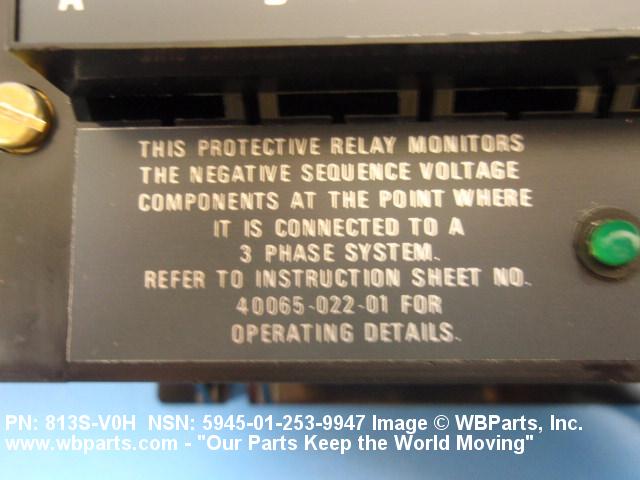 A
THIS PROTECTIVE RELAY MONITORS
THE NEGATIVE SEQUENCE VOLTAGE
COMPONENTS AT THE POINT WHERE
IT IS CONNECTED TO A
3 PHASE SYSTEM.
REFER TO INSTRUCTION SHEET NO.
40065-022-01 FOR
OPERATING DETAILS.
PN: 813S-V0H NSN: 5945-01-253-9947 Image © WBParts, Inc.
www.wbparts.com - "Our Parts Keep the World Moving"